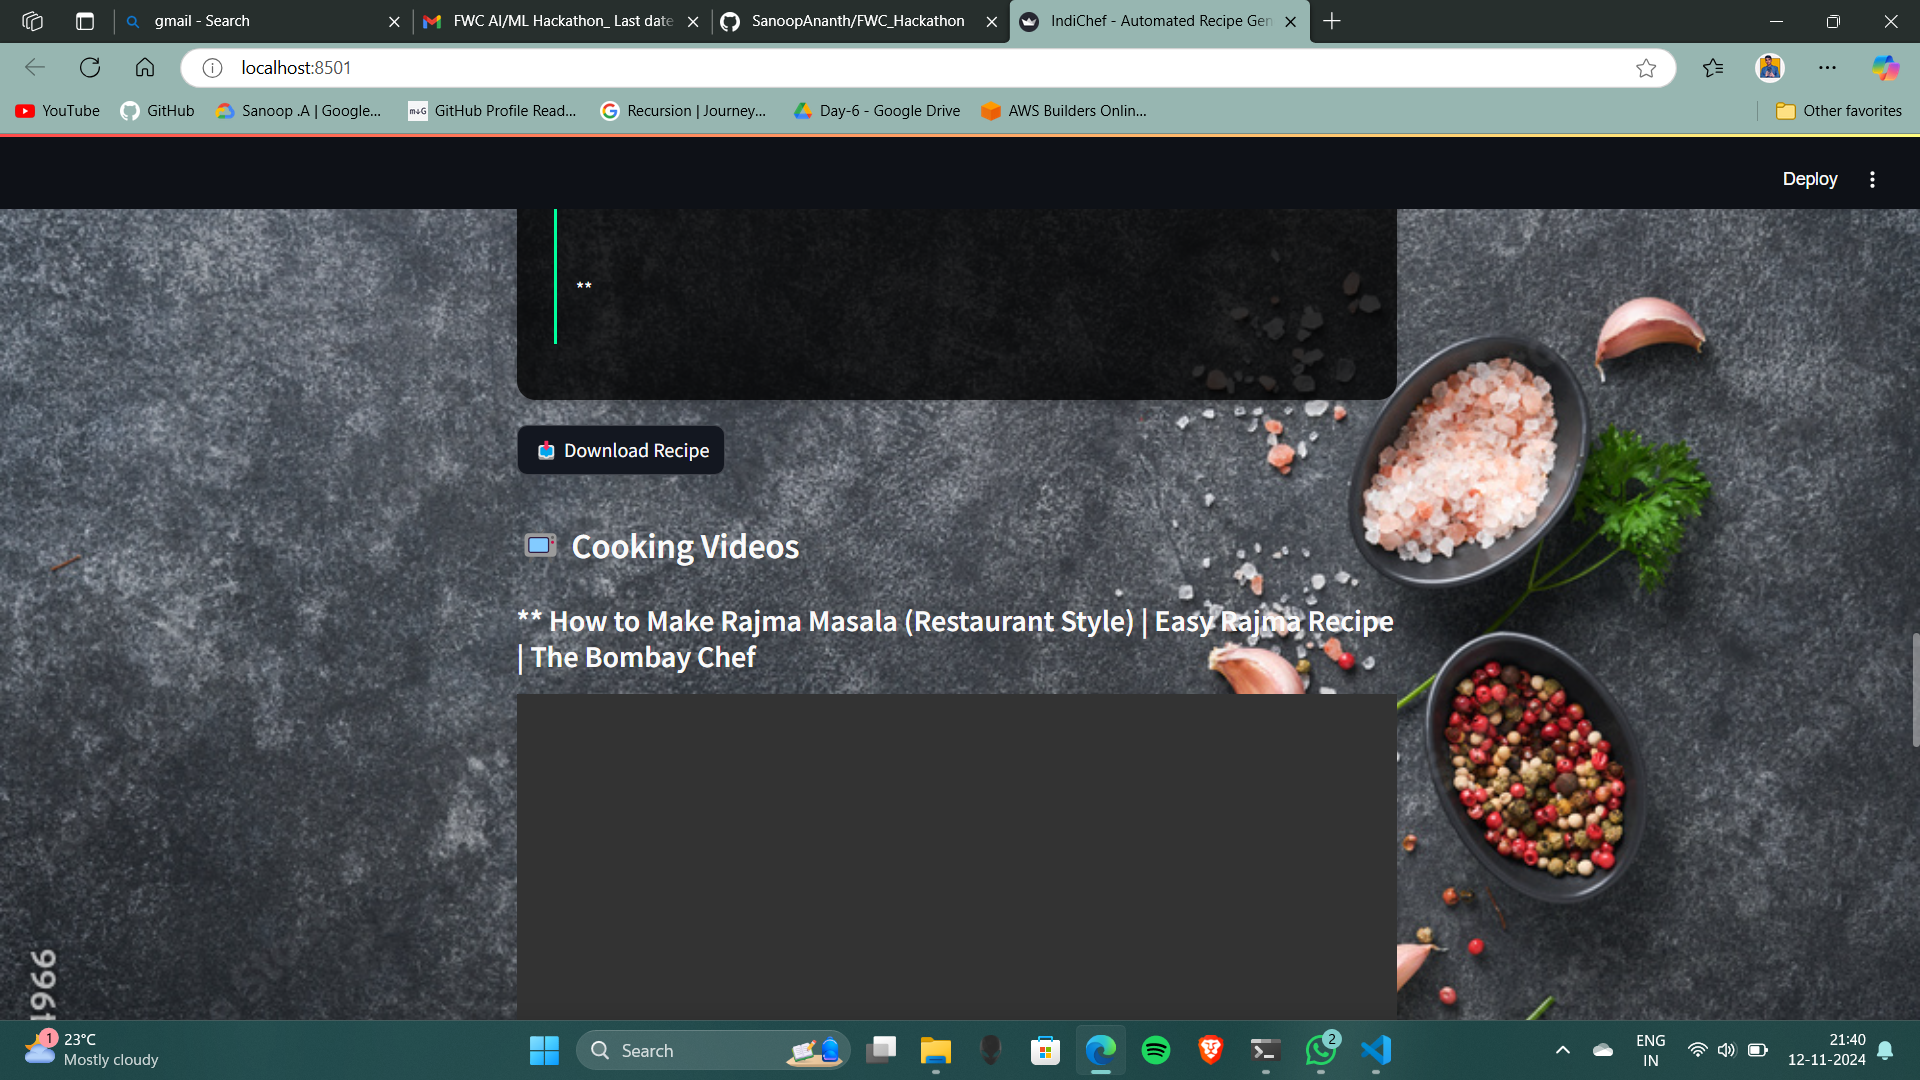 gmail - Search
FWC AI/ML Hackathon_ Last date
SanoopAnanth/FWC_Hackathon
IndiChef - Automated Recipe Gen
localhost:8501
YouTube
GitHub
Sanoop .A | Google...
GitHub Profile Read...
Recursion | Journey...
Day-6 - Google Drive
AWS Builders Onlin...
Other favorites
Deploy
**
Download Recipe
Cooking Videos
** How to Make Rajma Masala (Restaurant Style) | Easy Rajma Recipe
| The Bombay Chef
1
23°C
Mostly cloudy
Search
2
ENG
IN
21:40
12-11-2024